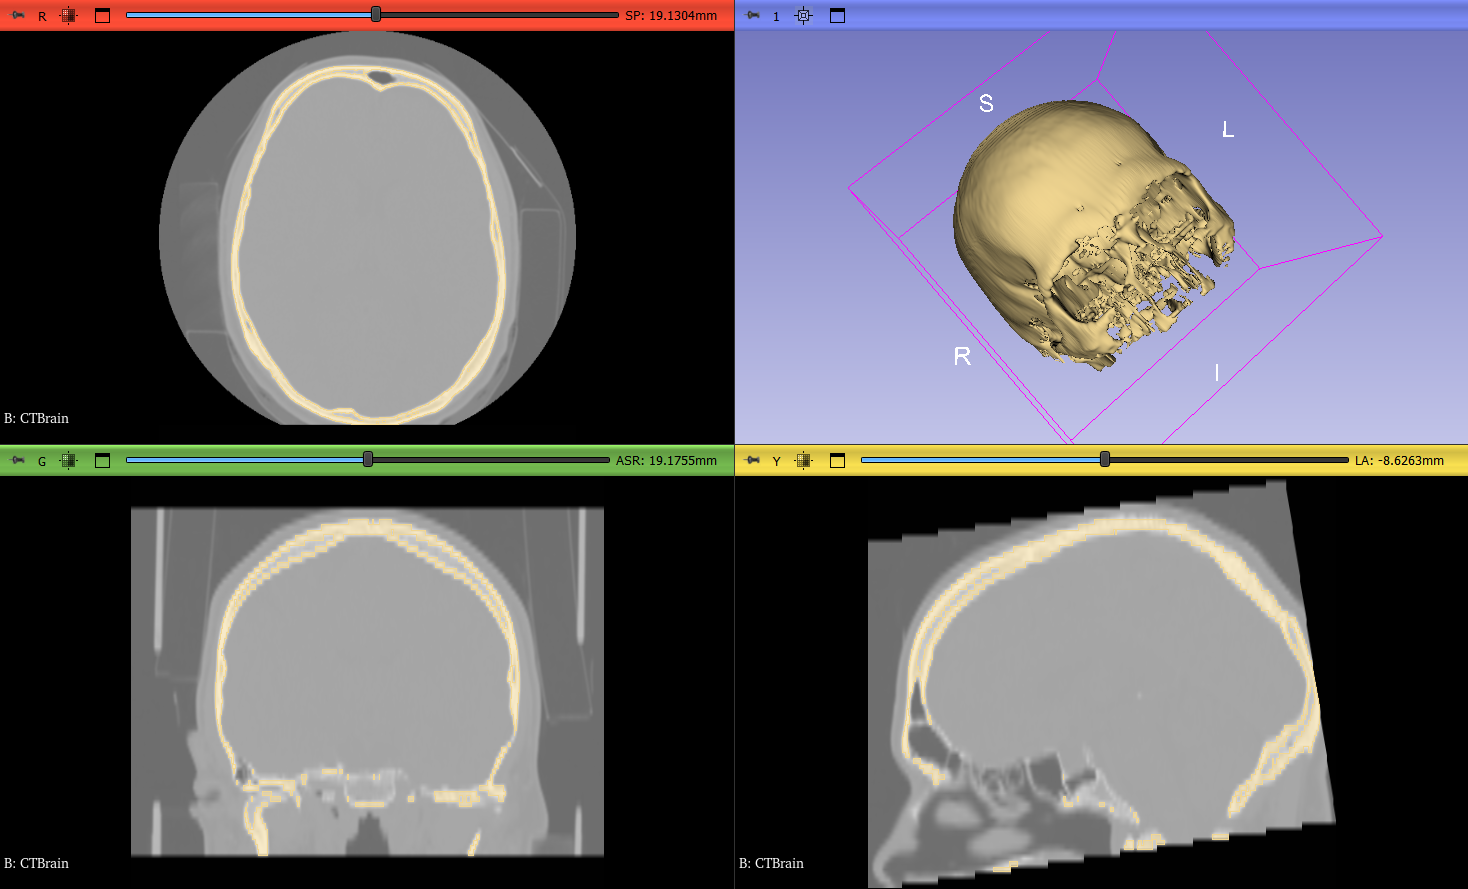 R SP: 19.1304mm
1
S
L
R
I
B: CTBrain
G ASR: 19.1755mm
Y LA: -8.6263mm
B: CTBrain
B: CTBrain